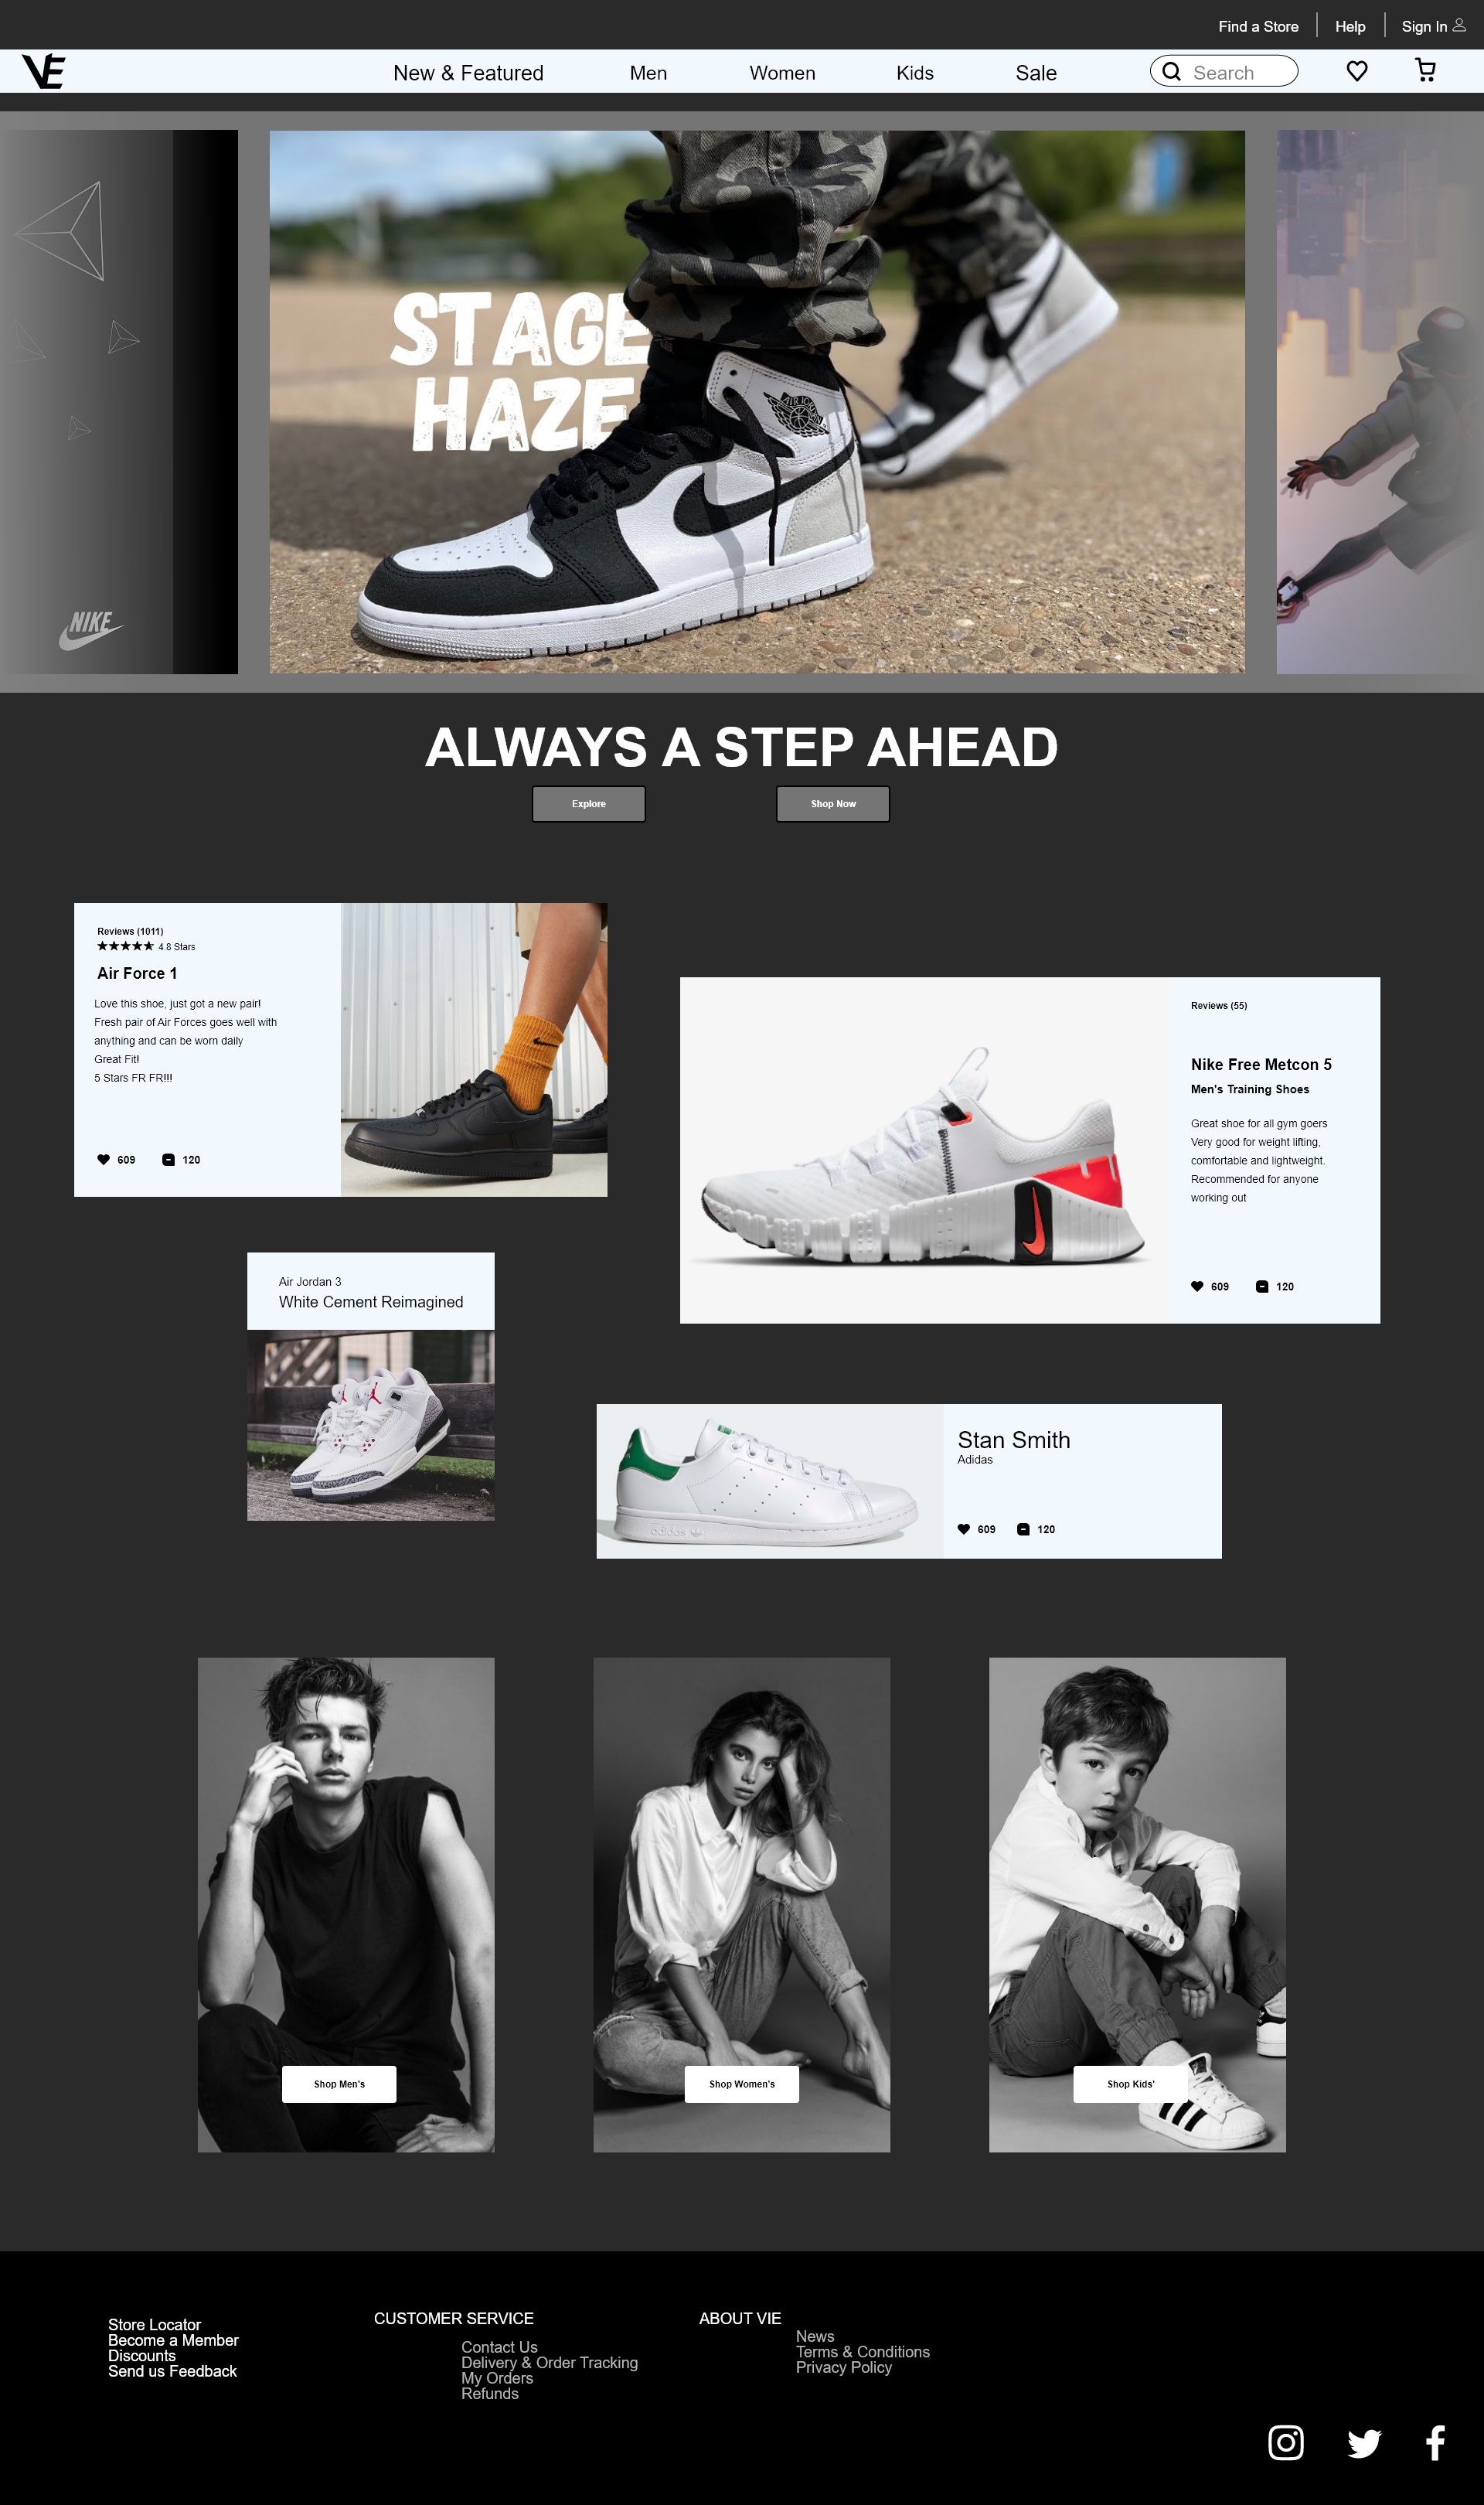 Find a Store
Help
Sign In
VE
New & Featured
Men
Women
Kids
Sale
Search
STAGE
HAZE
AIR JORDAN
NIKE
ALWAYS A STEP AHEAD
Explore
Shop Now
Reviews (1011)
4.8 Stars
Air Force 1
Love this shoe, just got a new pair!
Fresh pair of Air Forces goes well with
anything and can be worn daily
Great Fit!
5 Stars FR FR!!!
609
120
Reviews (55)
Nike Free Metcon 5
Men's Training Shoes
Great shoe for all gym goers
Very good for weight lifting,
comfortable and lightweight.
Recommended for anyone
working out
609
120
Air Jordan 3
White Cement Reimagined
Stan Smith
Adidas
adidas
609
120
Shop Men's
Shop Women's
Shop Kids'
Store Locator
Become a Member
Discounts
Send us Feedback
CUSTOMER SERVICE
Contact Us
Delivery & Order Tracking
My Orders
Refunds
ABOUT VIE
News
Terms & Conditions
Privacy Policy